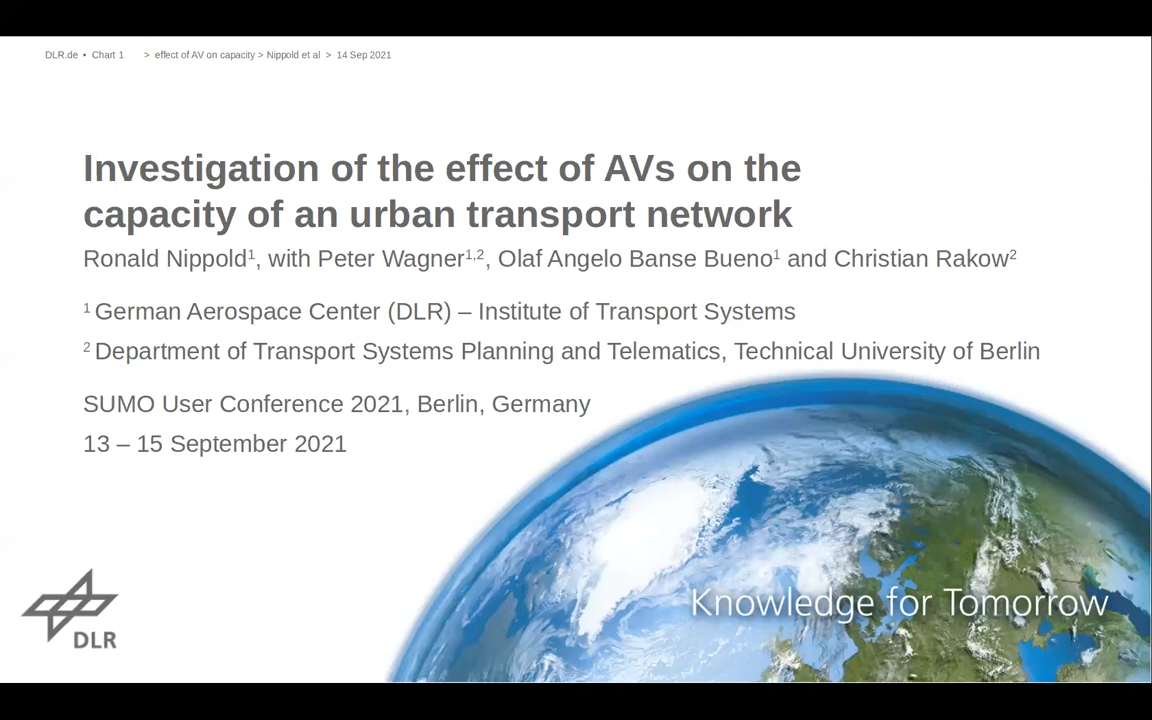 DLR.de • Chart 1 > effect of AV on capacity > Nippold et al > 14 Sep 2021
Investigation of the effect of AVs on the
capacity of an urban transport network
Ronald Nippold¹, with Peter Wagner¹,², Olaf Angelo Banse Bueno¹ and Christian Rakow²
¹ German Aerospace Center (DLR) – Institute of Transport Systems
² Department of Transport Systems Planning and Telematics, Technical University of Berlin
SUMO User Conference 2021, Berlin, Germany
13 – 15 September 2021
Knowledge for Tomorrow
DLR